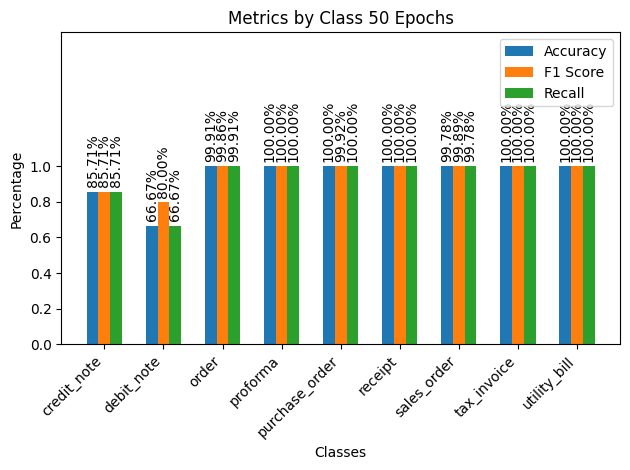 Metrics by Class 50 Epochs
Accuracy
F1 Score
Recall
Percentage
1.0
0.8
0.6
0.4
0.2
0.0
85.71%
85.71%
85.71%
66.67%
80.00%
66.67%
99.91%
99.86%
99.91%
100.00%
100.00%
100.00%
100.00%
99.92%
100.00%
100.00%
100.00%
100.00%
99.78%
99.89%
99.78%
100.00%
100.00%
100.00%
100.00%
100.00%
100.00%
credit_note
debit_note
order
proforma
purchase_order
receipt
sales_order
tax_invoice
utility_bill
Classes